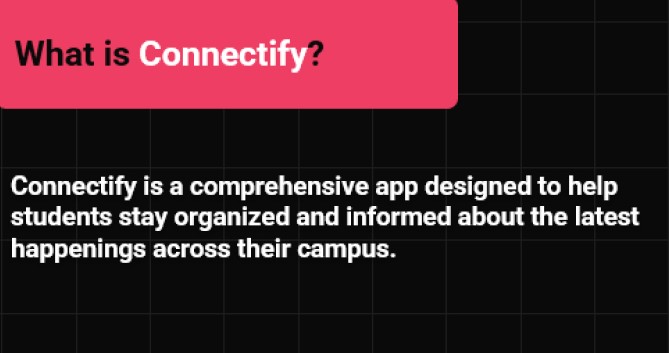 What is Connectify?
Connectify is a comprehensive app designed to help
students stay organized and informed about the latest
happenings across their campus.